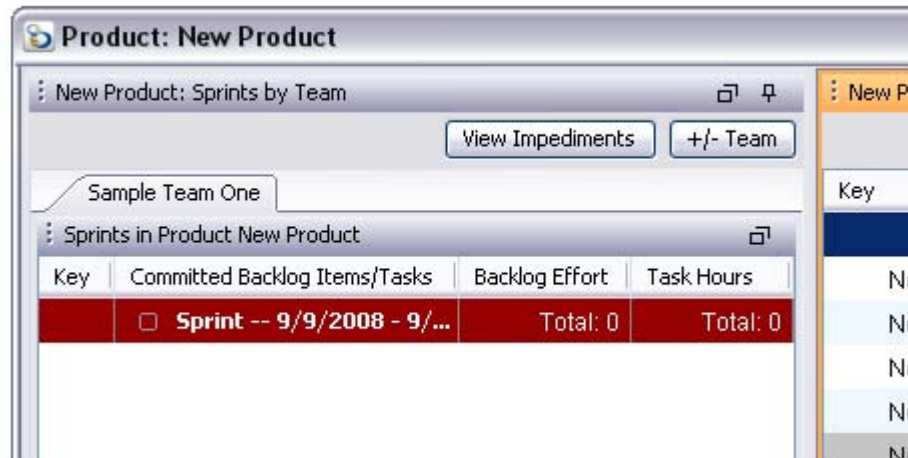 Product: New Product
New Product: Sprints by Team
New P
View Impediments
+/- Team
Sample Team One
Key
Sprints in Product New Product
Key Committed Backlog Items/Tasks Backlog Effort Task Hours
Sprint -- 9/9/2008 - 9/... Total: 0 Total: 0